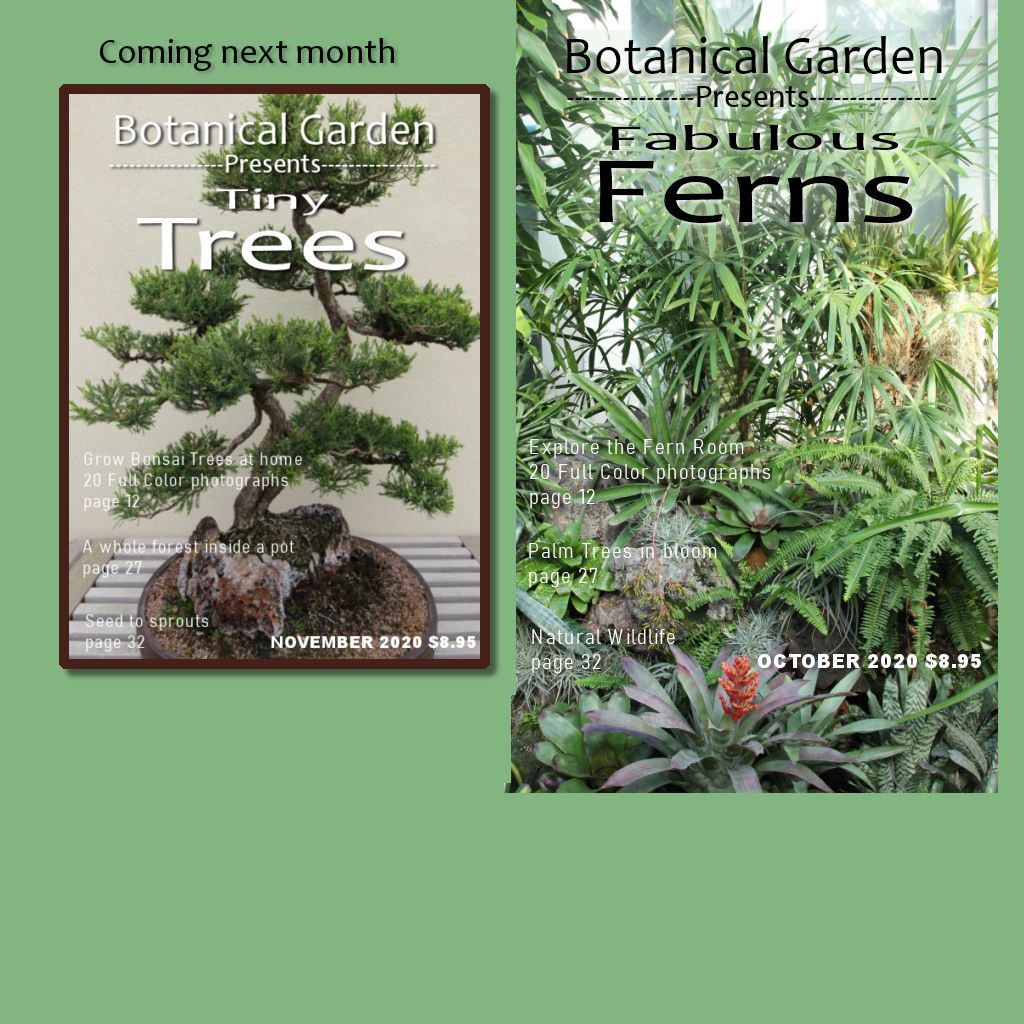 Coming next month
Botanical Garden
-----------------Presents-----------------
Tiny
Trees
Grow Bonsai Trees at home
20 Full Color photographs
page 12
A whole forest inside a pot
page 27
Seed to sprouts
page 32
NOVEMBER 2020 $8.95
Botanical Garden
----------------Presents----------------
Fabulous
Ferns
Explore the Fern Room
20 Full Color photographs
page 12
Palm Trees in bloom
page 27
Natural Wildlife
page 32
OCTOBER 2020 $8.95